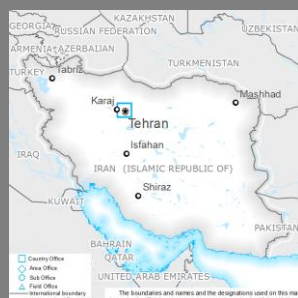 KAZAKHSTAN
GEORGIA
RUSSIAN FEDERATION
UZBEKISTAN
ARMENIA
AZERBAIJAN
TURKMENISTAN
TURKEY
Tabriz
Mashhad
Karaj
Tehran
Isfahan
IRAQ
IRAN (ISLAMIC REPUBLIC OF)
Shiraz
KUWAIT
PAKISTAN
BAHRAIN
QATAR
UNITED ARAB EMIRATES
Country Office
Area Office
Sub Office
Field Office
International boundary
The boundaries and names and the designations used on this map